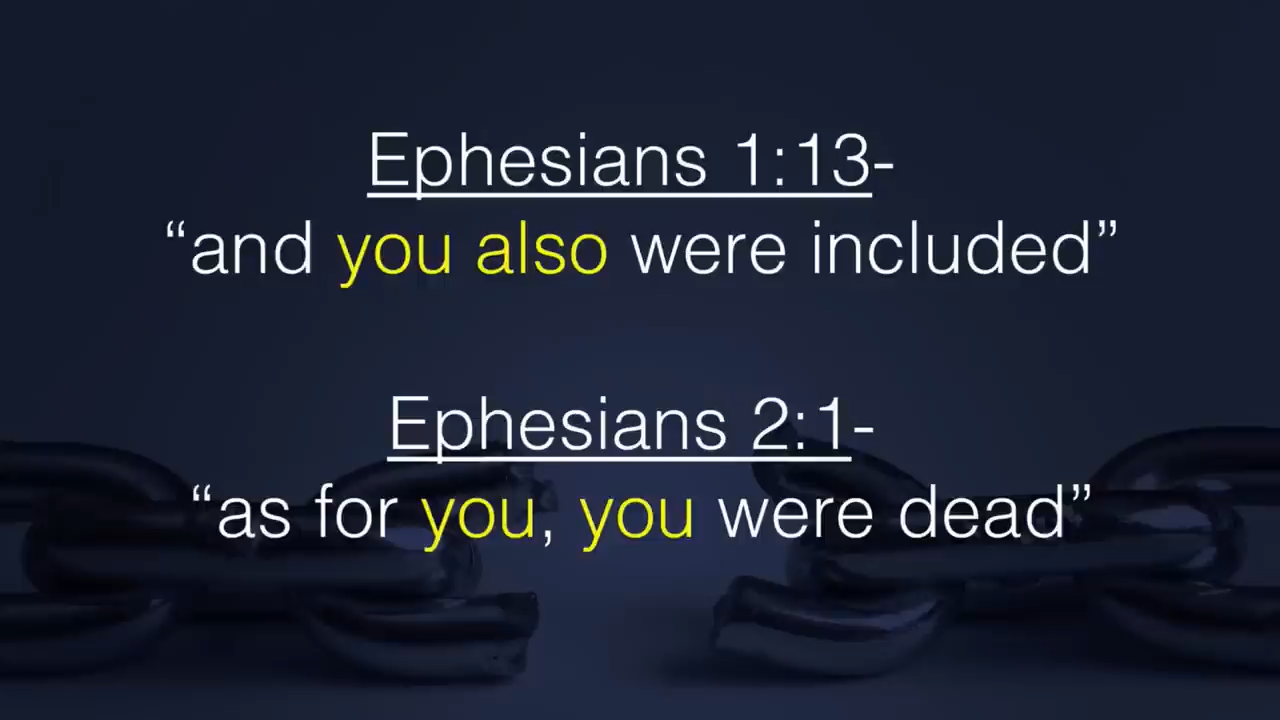 Ephesians 1:13-
“and you also were included”
Ephesians 2:1-
“as for you, you were dead”